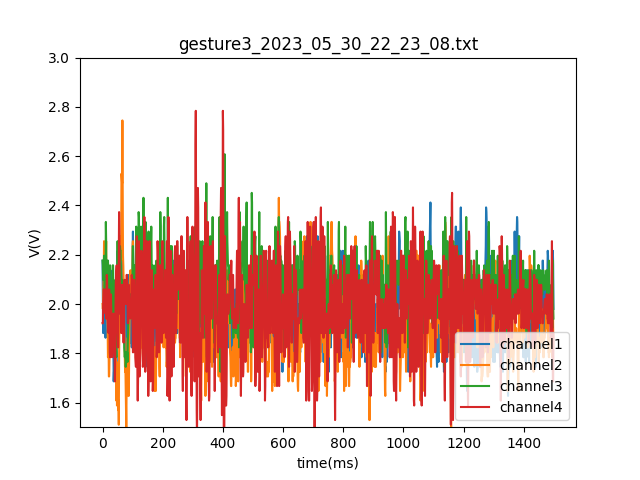 gesture3_2023_05_30_22_23_08.txt
3.0
2.8
2.6
2.4
2.2
2.0
1.8
1.6
V(V)
channel1
channel2
channel3
channel4
0 200 400 600 800 1000 1200 1400
time(ms)